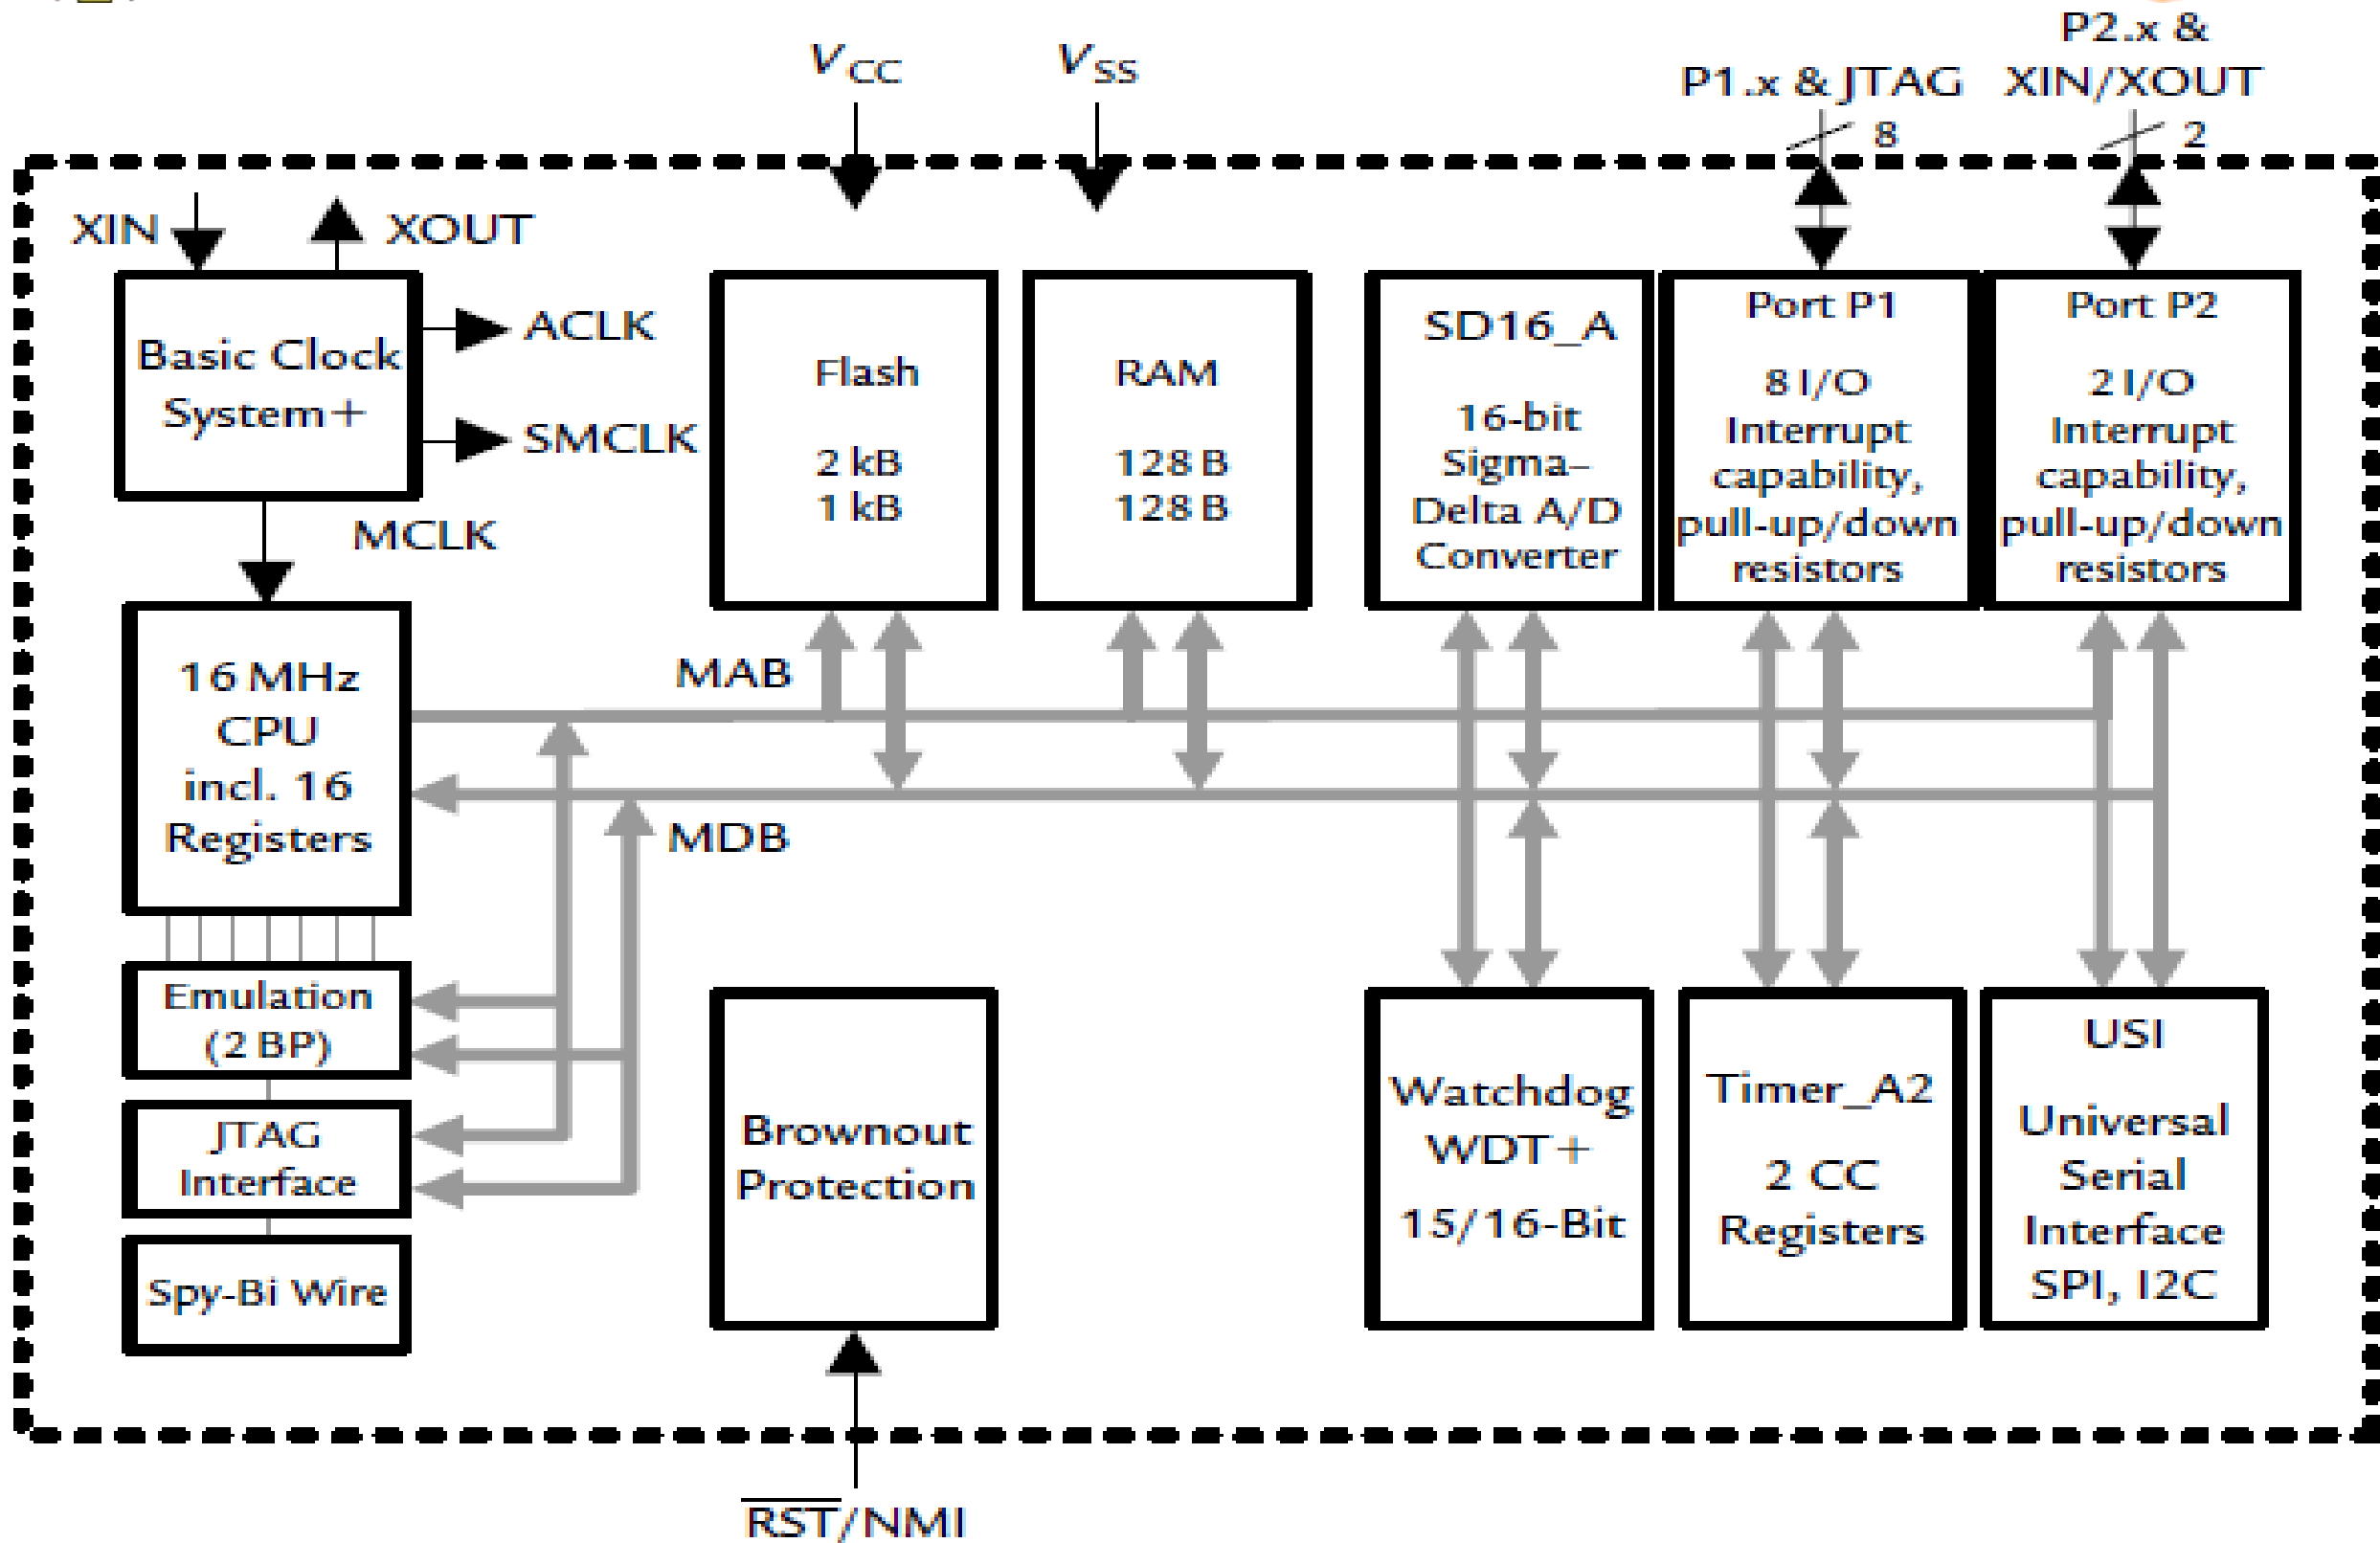 P2.x &
P1.x & JTAG
XIN/XOUT
VCC
VSS
8
2
XIN
XOUT
Basic Clock
System+
ACLK
SMCLK
MCLK
Flash
2 kB
1 kB
RAM
128 B
128 B
SD16_A
16-bit
Sigma–
Delta A/D
Converter
Port P1
8 I/O
Interrupt
capability,
pull-up/down
resistors
Port P2
2 I/O
Interrupt
capability,
pull-up/down
resistors
16 MHz
CPU
incl. 16
Registers
MAB
MDB
Emulation
(2 BP)
JTAG
Interface
Spy-Bi Wire
Brownout
Protection
Watchdog
WDT+
15/16-Bit
Timer_A2
2 CC
Registers
USI
Universal
Serial
Interface
SPI, I2C
RST/NMI